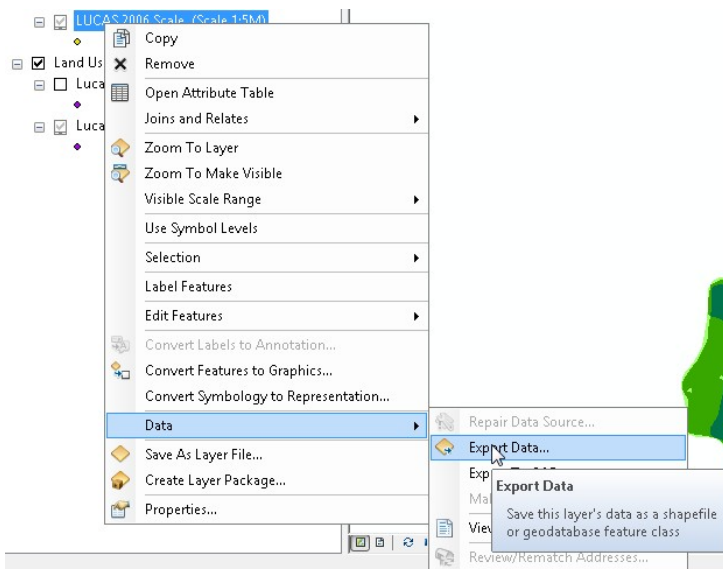 LUCAS 2006 Scale (Scale 1:5M)
Land Us
Luca
Luca
Copy
Remove
Open Attribute Table
Joins and Relates
Zoom To Layer
Zoom To Make Visible
Visible Scale Range
Use Symbol Levels
Selection
Label Features
Edit Features
Convert Labels to Annotation...
Convert Features to Graphics...
Convert Symbology to Representation...
Data
Save As Layer File...
Create Layer Package...
Properties...
Repair Data Source...
Export Data...
Exp
Ma
View
Review/Rematch Addresses...
Export Data
Save this layer's data as a shapefile
or geodatabase feature class